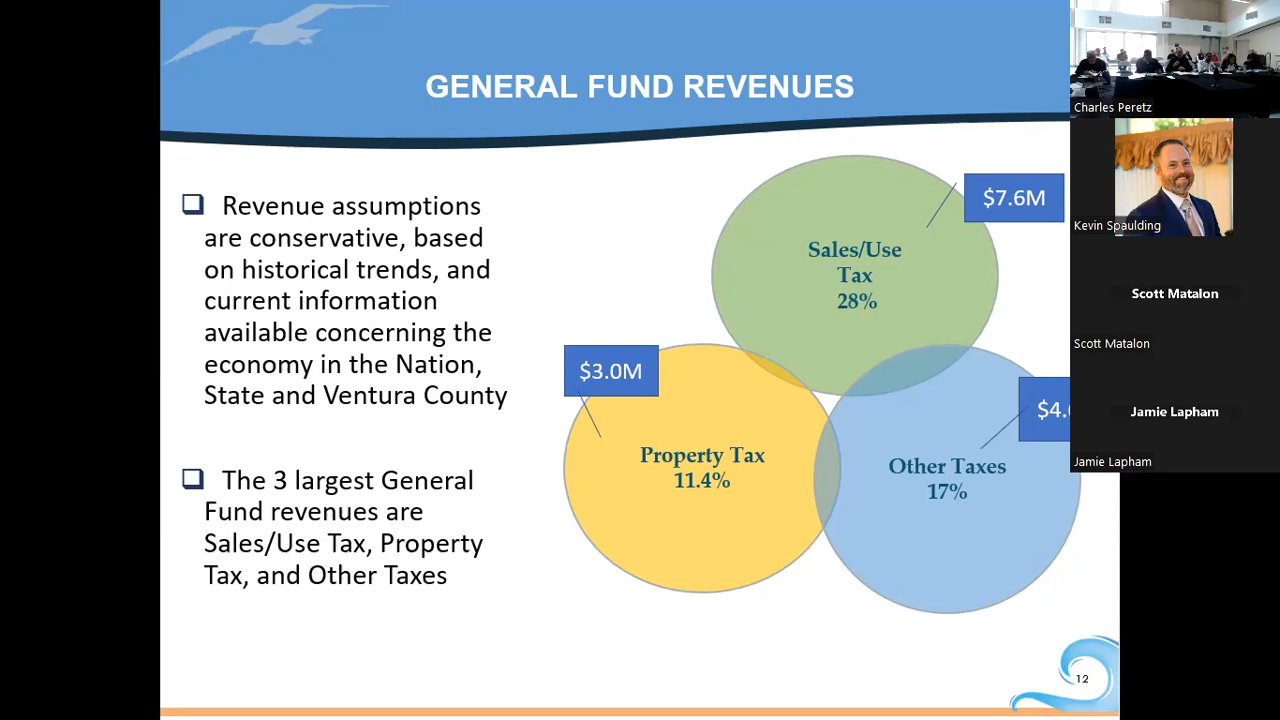 GENERAL FUND REVENUES
❑ Revenue assumptions
are conservative, based
on historical trends, and
current information
available concerning the
economy in the Nation,
State and Ventura County
❑ The 3 largest General
Fund revenues are
Sales/Use Tax, Property
Tax, and Other Taxes
$7.6M
Sales/Use
Tax
28%
$3.0M
Property Tax
11.4%
$4.
Other Taxes
17%
12
Charles Peretz
Kevin Spaulding
Scott Matalon
Scott Matalon
Jamie Lapham
Jamie Lapham